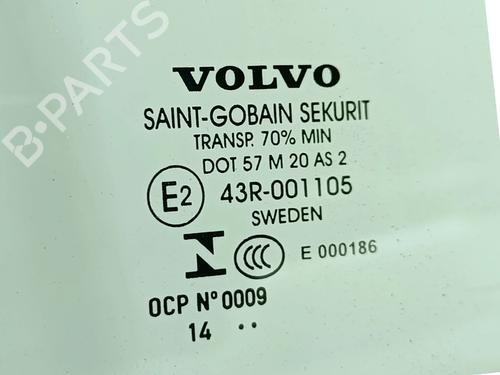 B-PARTS
VOLVO
SAINT-GOBAIN SEKURIT
TRANSP. 70% MIN
DOT 57 M 20 AS 2
E2 43R-001105
SWEDEN
N CCC E 000186
OCP N°0009
14 ..